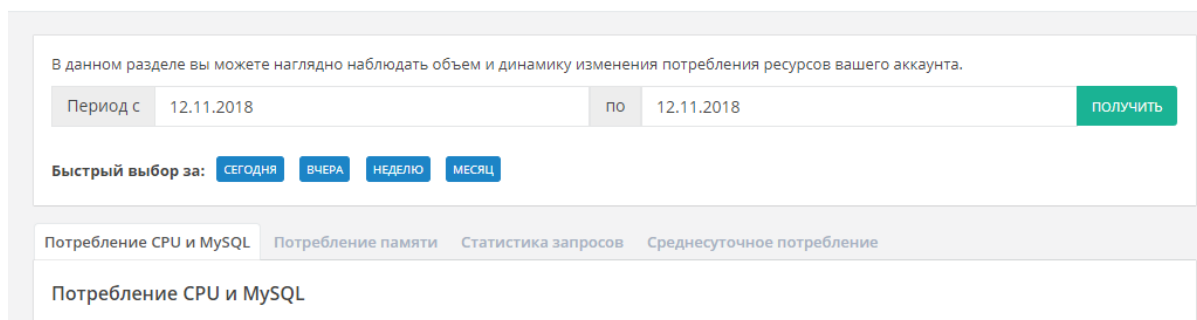 В данном разделе вы можете наглядно наблюдать объем и динамику изменения потребления ресурсов вашего аккаунта.
Период с 12.11.2018 по 12.11.2018 ПОЛУЧИТЬ
Быстрый выбор за: СЕГОДНЯ ВЧЕРА НЕДЕЛЮ МЕСЯЦ
Потребление CPU и MySQL Потребление памяти Статистика запросов Среднесуточное потребление
Потребление CPU и MySQL